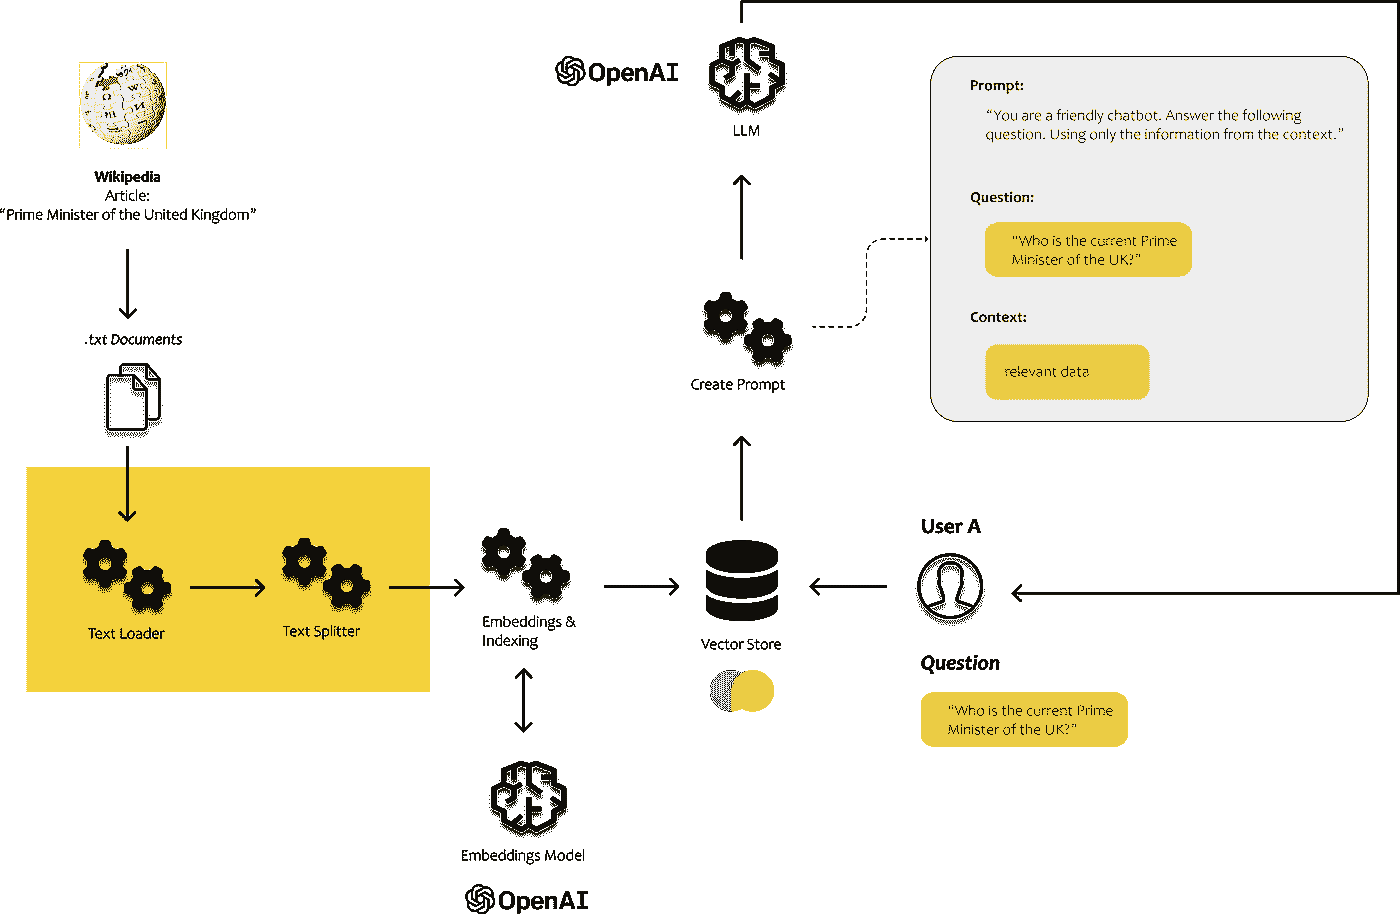 OpenAI
LLM
Prompt:
“You are a friendly chatbot. Answer the following
question. Using only the information from the context.”
Question:
“Who is the current Prime
Minister of the UK?”
Context:
relevant data
Wikipedia
Article:
“Prime Minister of the United Kingdom”
.txt Documents
Create Prompt
Text Loader
Text Splitter
Embeddings &
Indexing
Vector Store
User A
Question
“Who is the current Prime
Minister of the UK?”
Embeddings Model
OpenAI